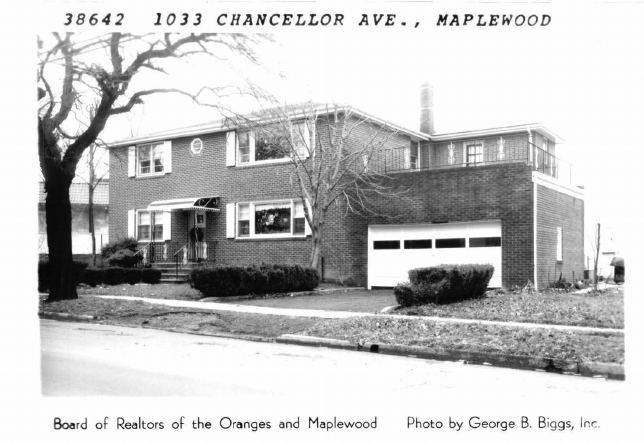 38642 1033 CHANCELLOR AVE., MAPLEWOOD
Board of Realtors of the Oranges and Maplewood Photo by George B. Biggs, Inc.